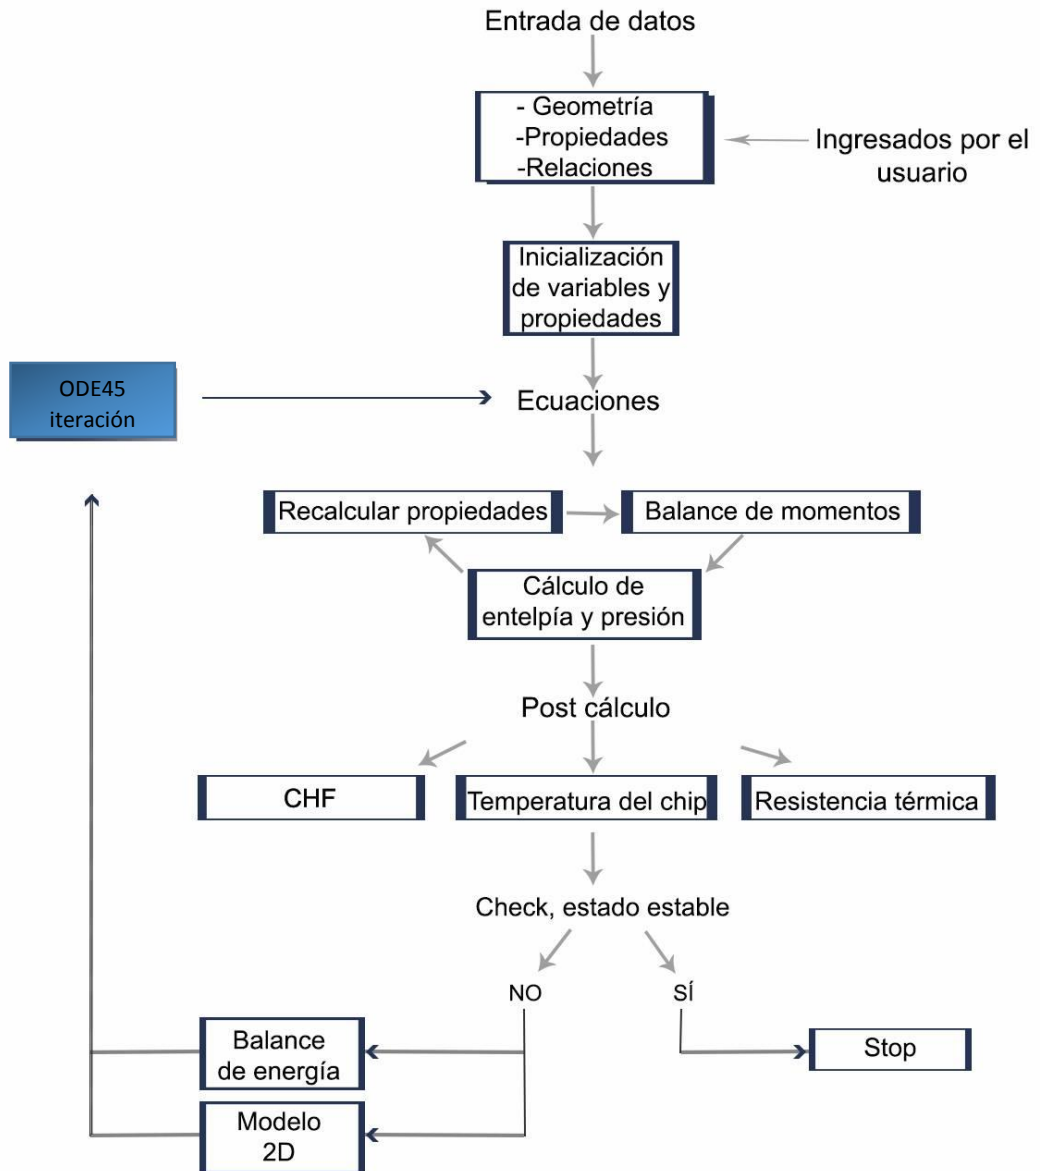 Entrada de datos
- Geometría
-Propiedades
-Relaciones
Ingresados por el
usuario
Inicialización
de variables y
propiedades
ODE45
iteración
Ecuaciones
Recalcular propiedades
Balance de momentos
Cálculo de
entelpía y presión
Post cálculo
CHF
Temperatura del chip
Resistencia térmica
Check, estado estable
NO
SÍ
Balance
de energía
Stop
Modelo
2D